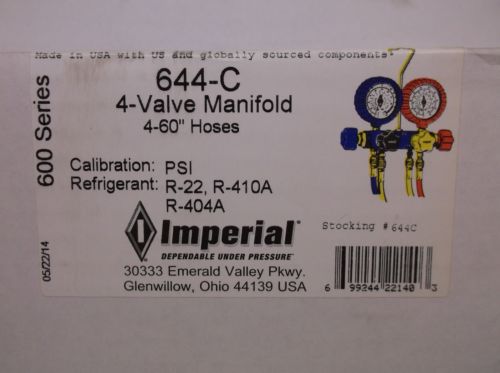 Made in USA with US and globally sourced components
644-C
4-Valve Manifold
4-60" Hoses
600 Series
Calibration: PSI
Refrigerant: R-22, R-410A
R-404A
Imperial
DEPENDABLE UNDER PRESSURE
30333 Emerald Valley Pkwy.
Glenwillow, Ohio 44139 USA
05/22/14
Stocking # 644C
6 99244 22140 3